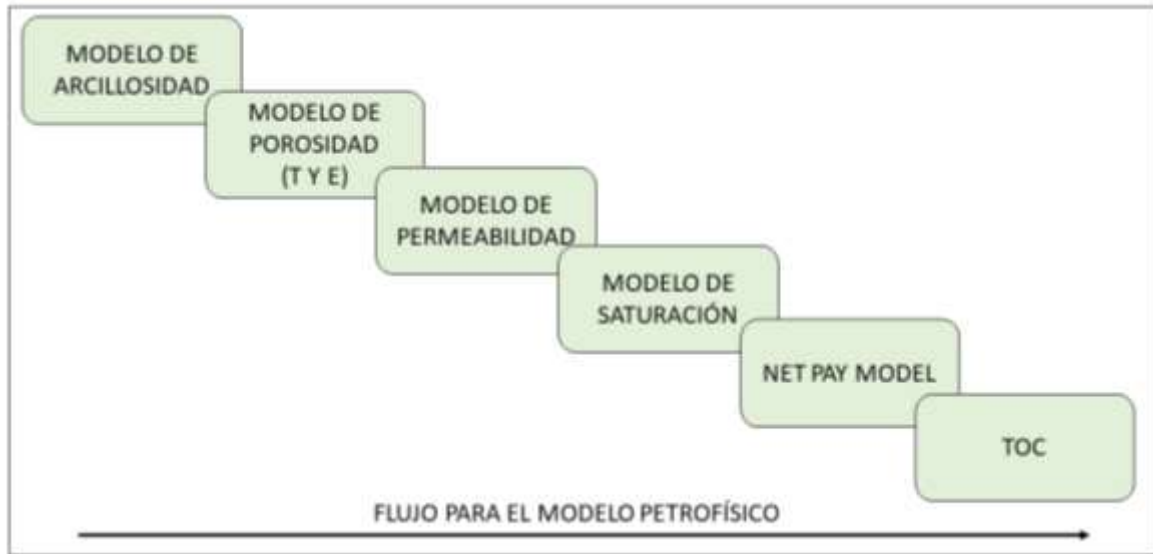 MODELO DE
ARCILLOSIDAD
MODELO DE
POROSIDAD
(T Y E)
MODELO DE
PERMEABILIDAD
MODELO DE
SATURACIÓN
NET PAY MODEL
TOC
FLUJO PARA EL MODELO PETROFÍSICO